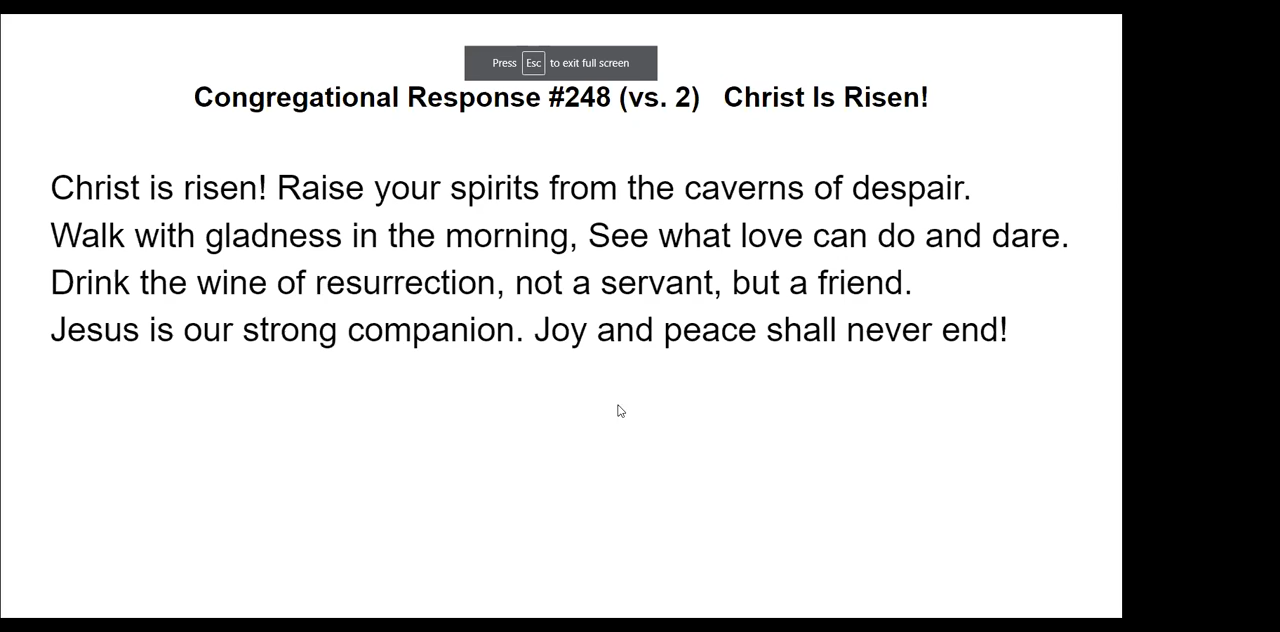 Press Esc to exit full screen
Congregational Response #248 (vs. 2) Christ Is Risen!
Christ is risen! Raise your spirits from the caverns of despair.
Walk with gladness in the morning, See what love can do and dare.
Drink the wine of resurrection, not a servant, but a friend.
Jesus is our strong companion. Joy and peace shall never end!